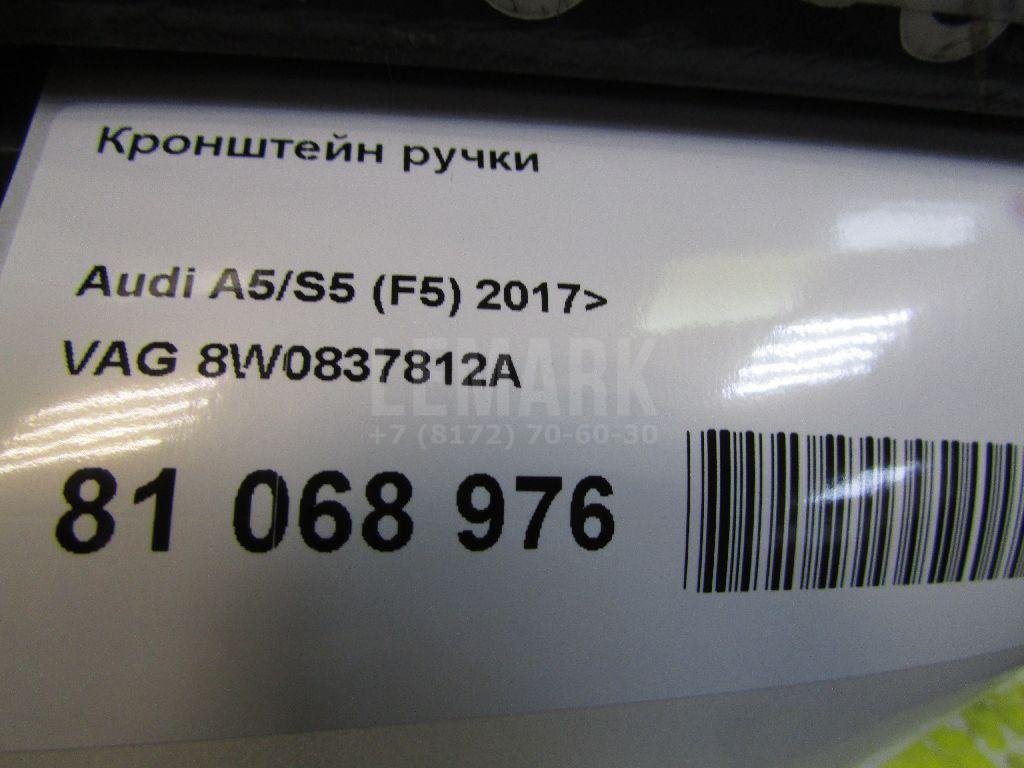 Кронштейн ручки
Audi A5/S5 (F5) 2017>
VAG 8W0837812A
LEMARK
+7 (8172) 70-60-30
81 068 976